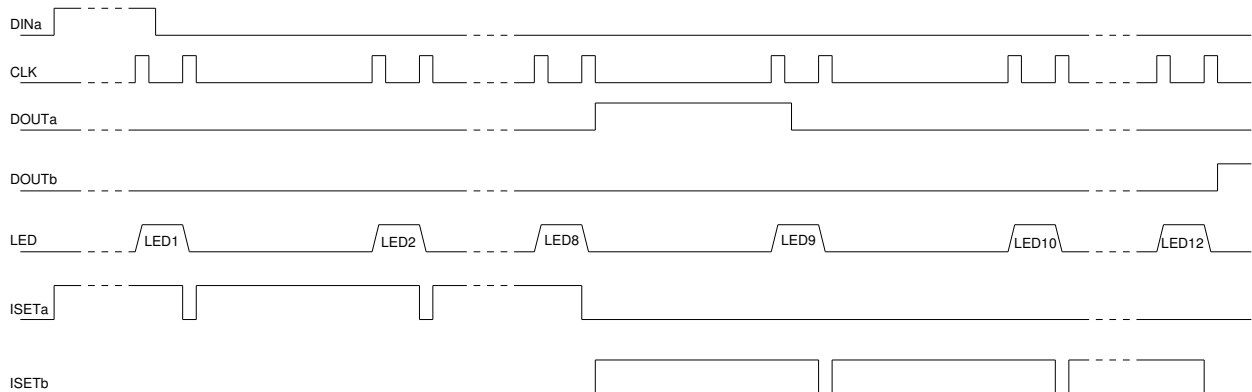 DINa
CLK
DOUTa
DOUTb
LED
LED1
LED2
LED8
LED9
LED10
LED12
ISETa
ISETb